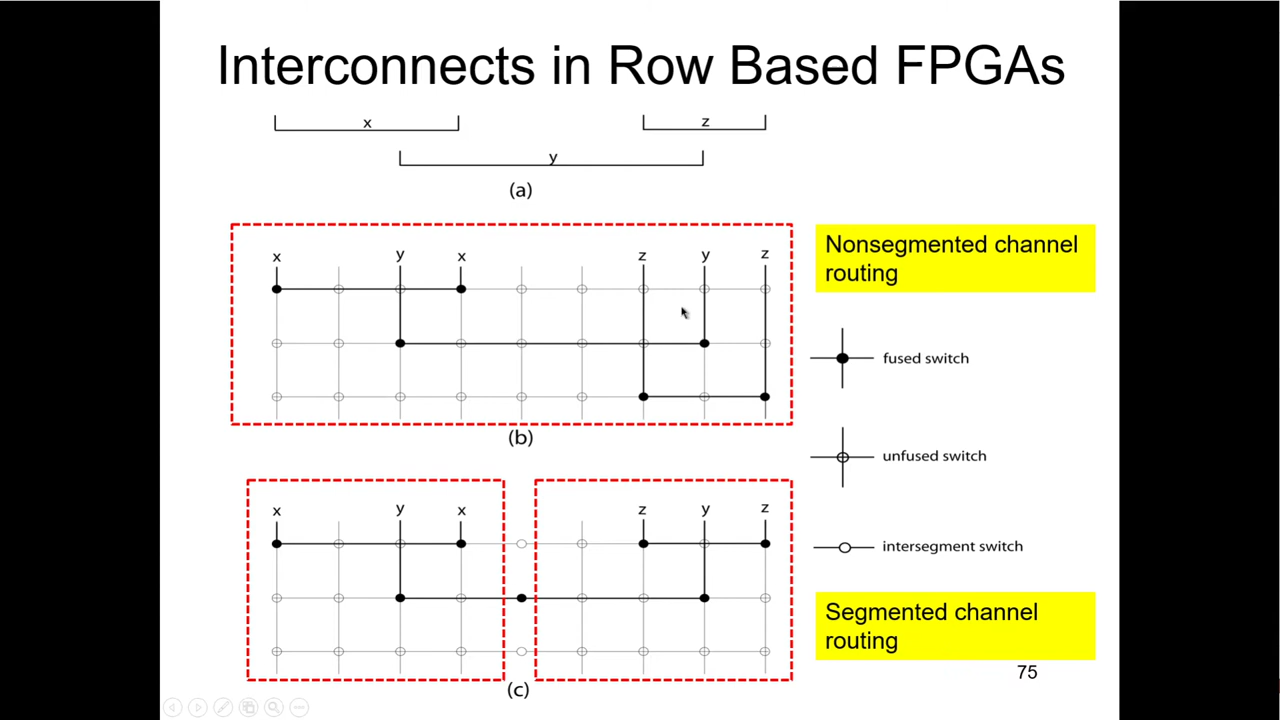 Interconnects in Row Based FPGAs
x
z
y
(a)
x y x z y z
Nonsegmented channel
routing
fused switch
(b)
unfused switch
x y x z y z
intersegment switch
Segmented channel
routing
75
(c)